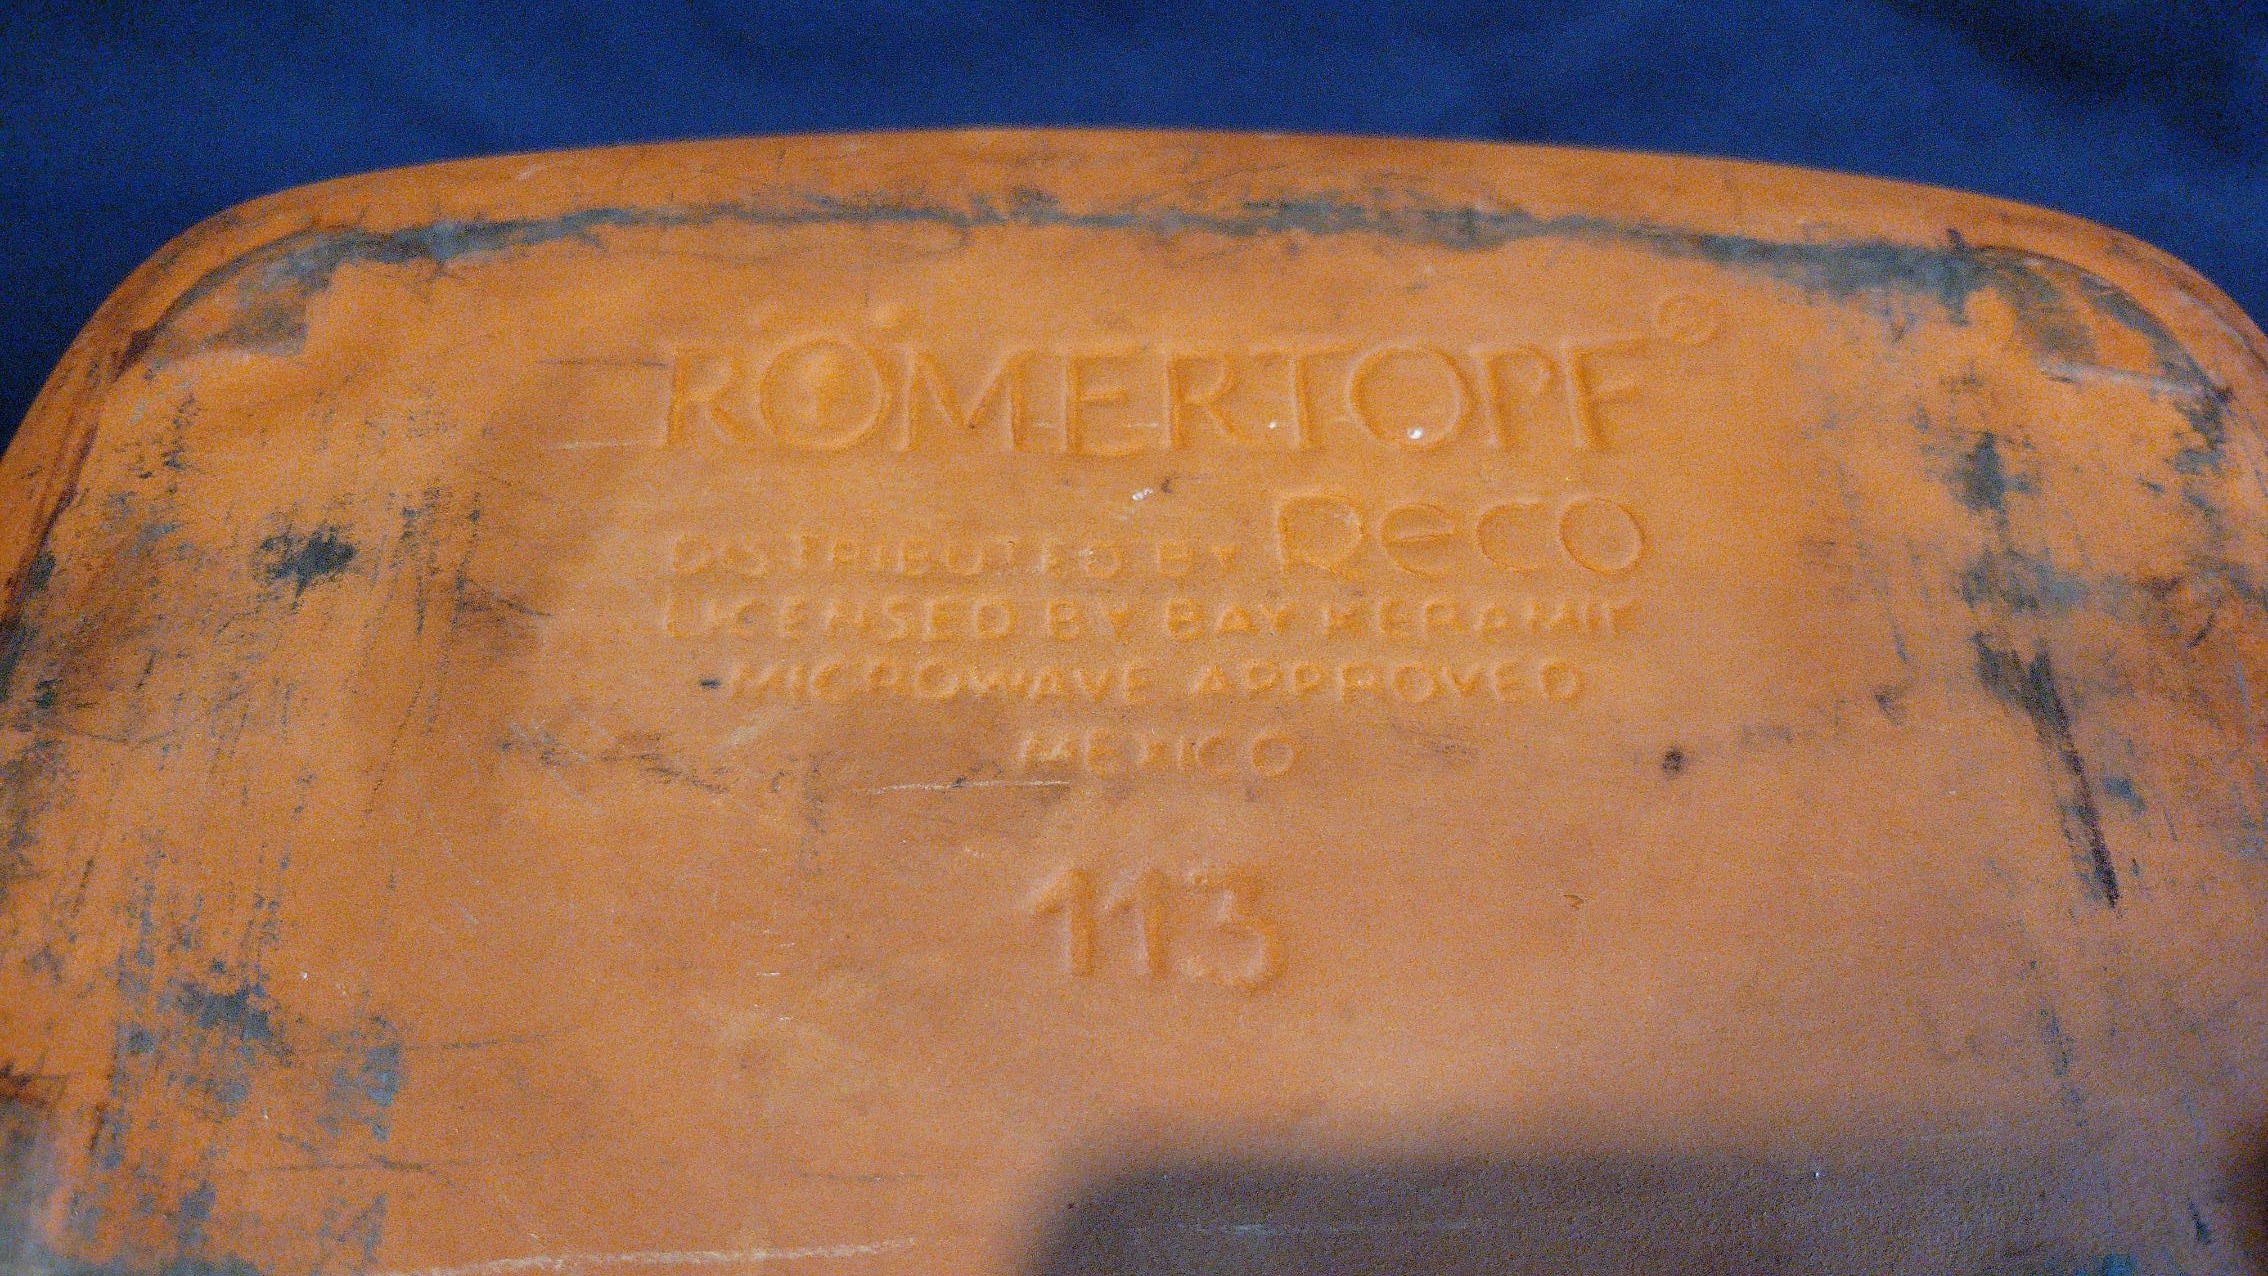 RÖMERTOPF®
DISTRIBUTED BY Reco
LICENSED BY BAY KERAMIK
MICROWAVE APPROVED
MEXICO
113